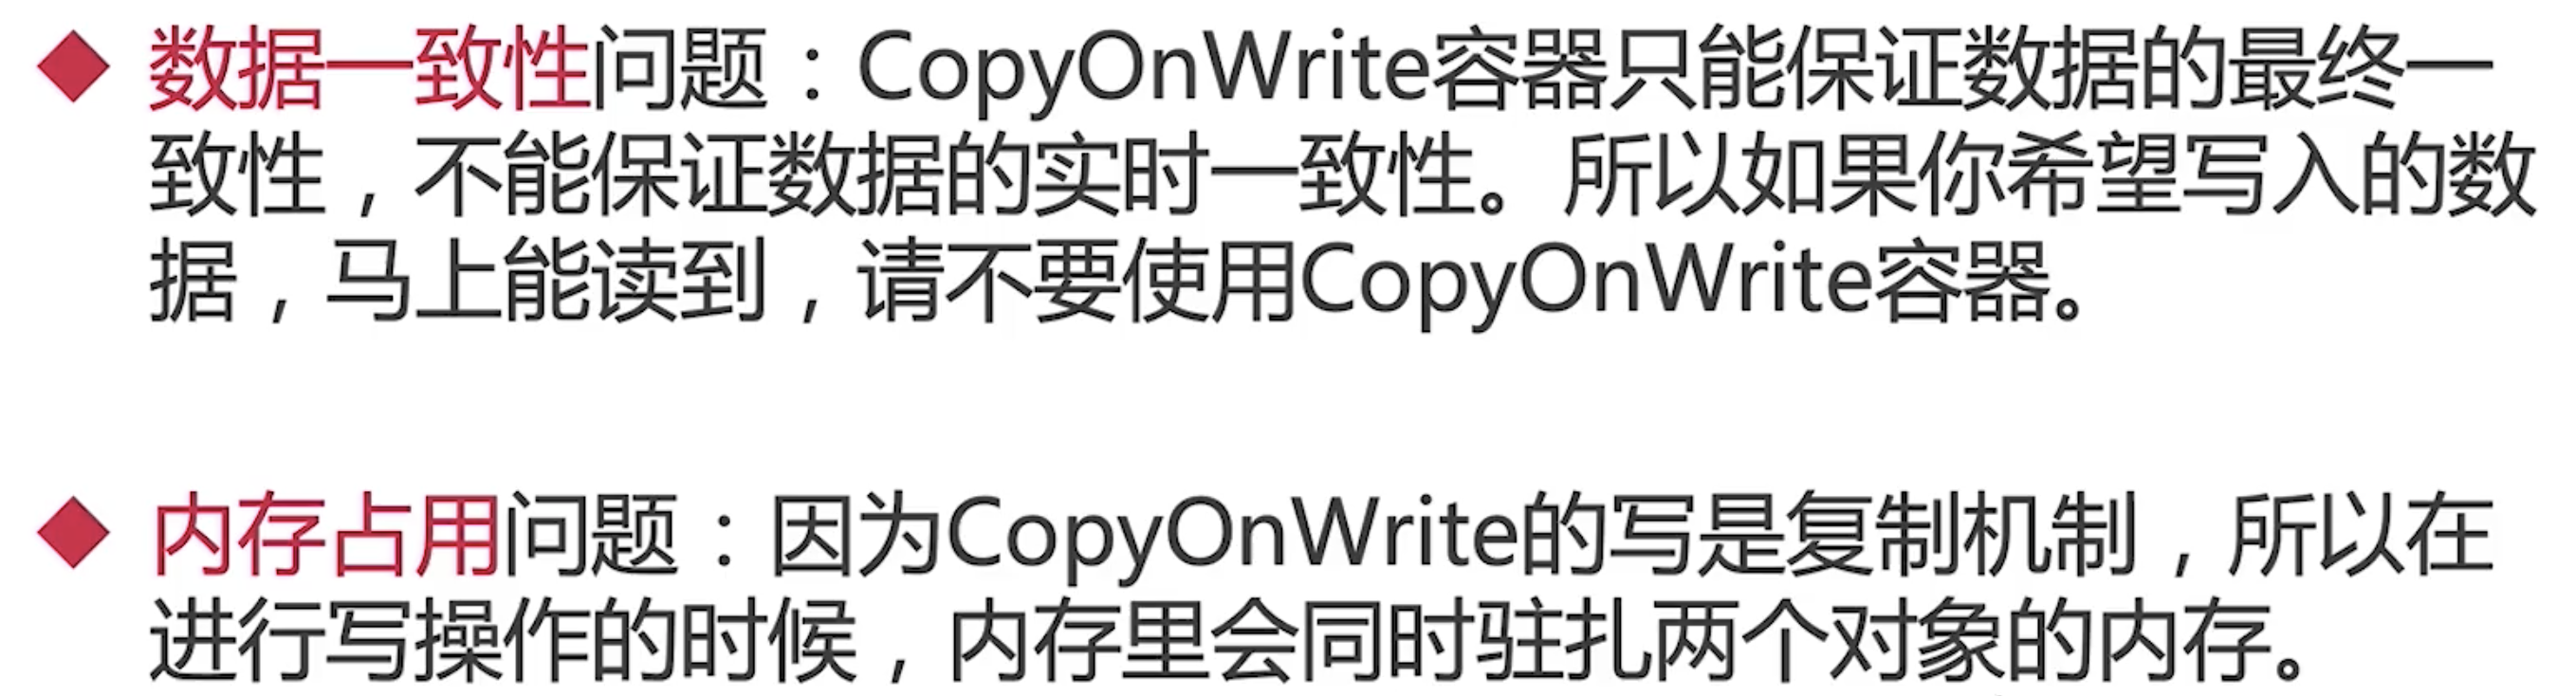 数据一致性问题：CopyOnWrite容器只能保证数据的最终一
致性，不能保证数据的实时一致性。所以如果你希望写入的数
据，马上能读到，请不要使用CopyOnWrite容器。
内存占用问题：因为CopyOnWrite的写是复制机制，所以在
进行写操作的时候，内存里会同时驻扎两个对象的内存。